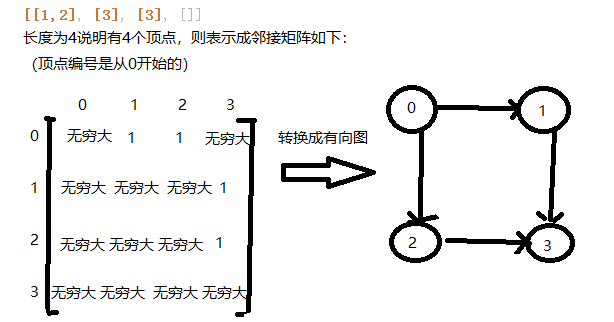 [[1,2], [3], [3], []]
长度为4说明有4个顶点，则表示成邻接矩阵如下：
（顶点编号是从0开始的）
0 1 2 3
0 无穷大 1 1 无穷大
1 无穷大 无穷大 无穷大 1
2 无穷大 无穷大 无穷大 1
3 无穷大 无穷大 无穷大 无穷大
转换成有向图
0 1
2 3